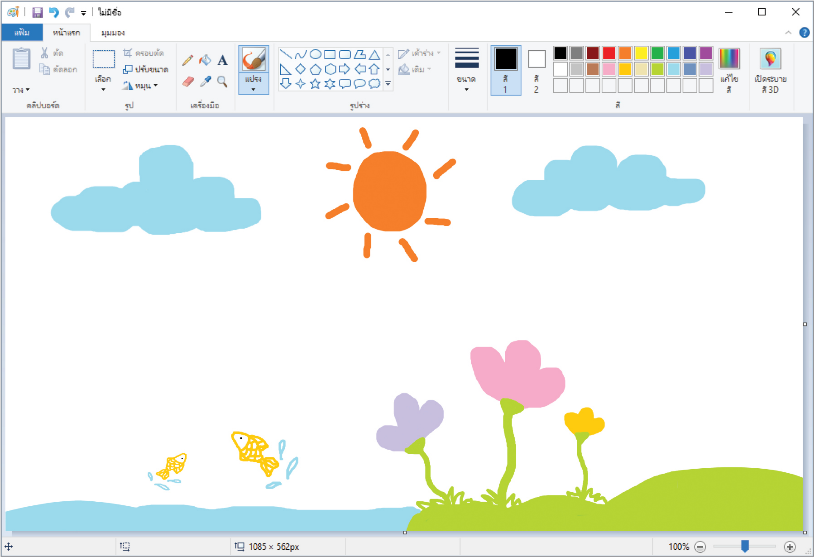 ไม่มีชื่อ
แฟ้ม หน้าแรก มุมมอง
วาง
ตัด
คัดลอก
คลิปบอร์ด
เลือก
ครอบตัด
ปรับขนาด
หมุน
รูป
A
เครื่องมือ
แปรง
เค้าร่าง
เติม
รูปร่าง
ขนาด
สี
1
สี
2
สี
แก้ไข
สี
เปิดระบาย
สี 3D
1085 × 562px
100%